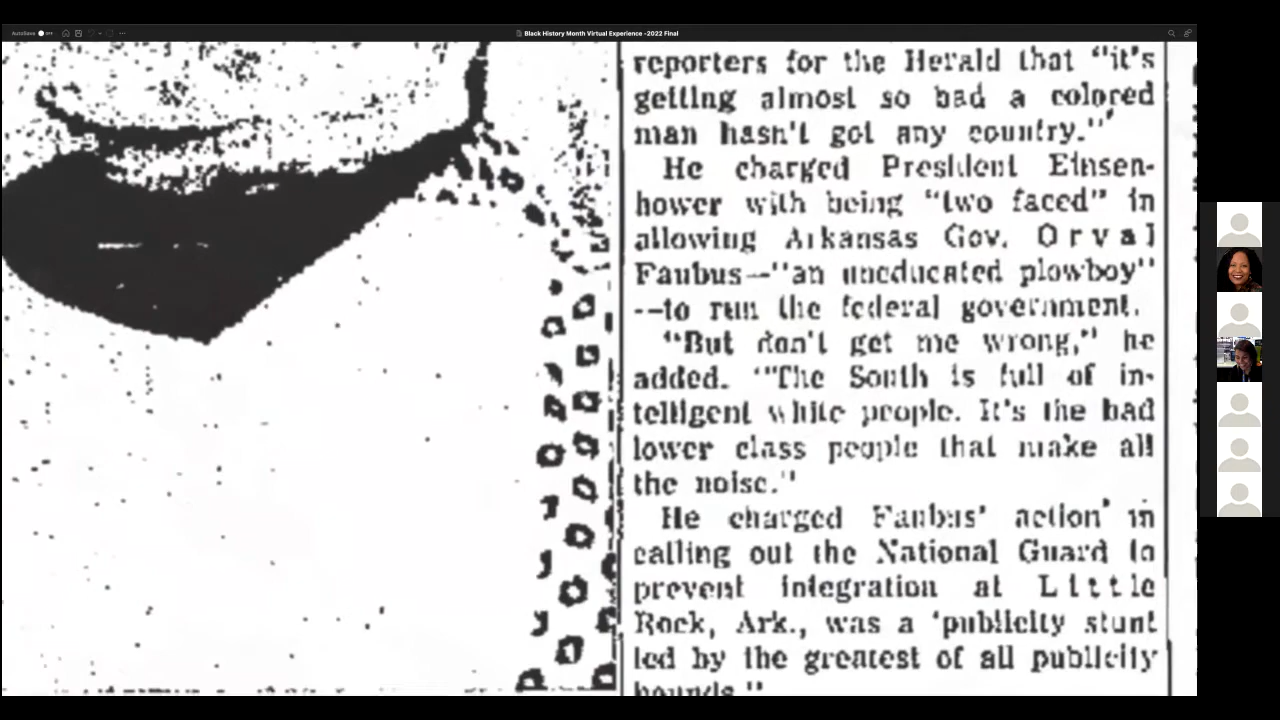 AutoSave OFF
Black History Month Virtual Experience -2022 Final
reporters for the Herald that "it's
getting almost so bad a colored
man hasn't got any country."
He charged President Einsen-
hower with being "two faced" in
allowing Arkansas Gov. Orval
Faubus—"an uneducated plowboy"
--to run the federal government.
"But don't get me wrong," he
added. "The South is full of in-
telligent white people. It's the bad
lower class people that make all
the noise."
He charged Faubus' action in
calling out the National Guard to
prevent integration at Little
Rock, Ark., was a 'publicity stunt
led by the greatest of all publicity
hounds."